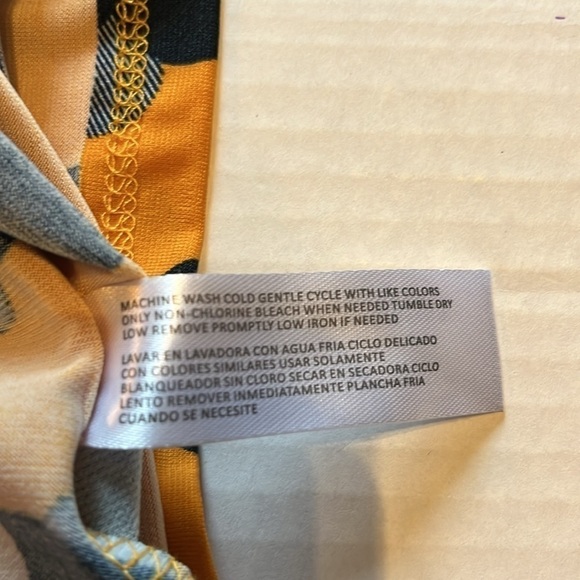 MACHINE WASH COLD GENTLE CYCLE WITH LIKE COLORS
ONLY NON-CHLORINE BLEACH WHEN NEEDED TUMBLE DRY
LOW REMOVE PROMPTLY LOW IRON IF NEEDED
LAVAR EN LAVADORA CON AGUA FRIA CICLO DELICADO
CON COLORES SIMILARES USAR SOLAMENTE
BLANQUEADOR SIN CLORO SECAR EN SECADORA CICLO
LENTO REMOVER INMEDIATAMENTE PLANCHA FRIA
CUANDO SE NECESITE